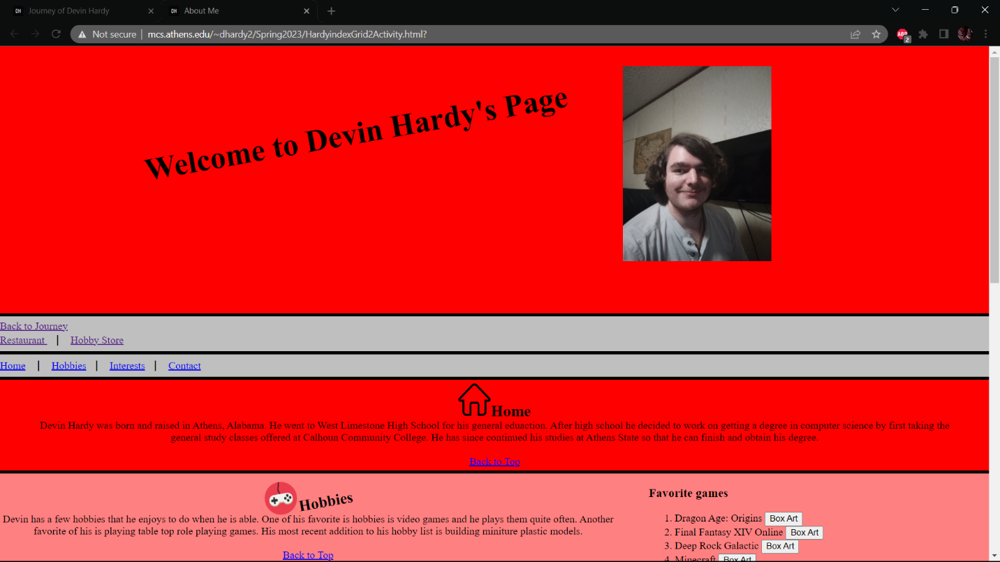 DH Journey of Devin Hardy
DH About Me
Not secure | mcs.athens.edu/~dhardy2/Spring2023/HardyindexGrid2Activity.html?
ABP
2
Welcome to Devin Hardy's Page
Back to Journey
Restaurant | Hobby Store
Home | Hobbies | Interests | Contact
Home
Devin Hardy was born and raised in Athens, Alabama. He went to West Limestone High School for his general eduaction. After high school he decided to work on getting a degree in computer science by first taking the
general study classes offered at Calhoun Community College. He has since continued his studies at Athens State so that he can finish and obtain his degree.
Back to Top
Hobbies
Devin has a few hobbies that he enjoys to do when he is able. One of his favorite is hobbies is video games and he plays them quite often. Another
favorite of his is playing table top role playing games. His most recent addition to his hobby list is building miniture plastic models.
Back to Top
Favorite games
1. Dragon Age: Origins Box Art
2. Final Fantasy XIV Online Box Art
3. Deep Rock Galactic Box Art
4. Minecraft Box Art